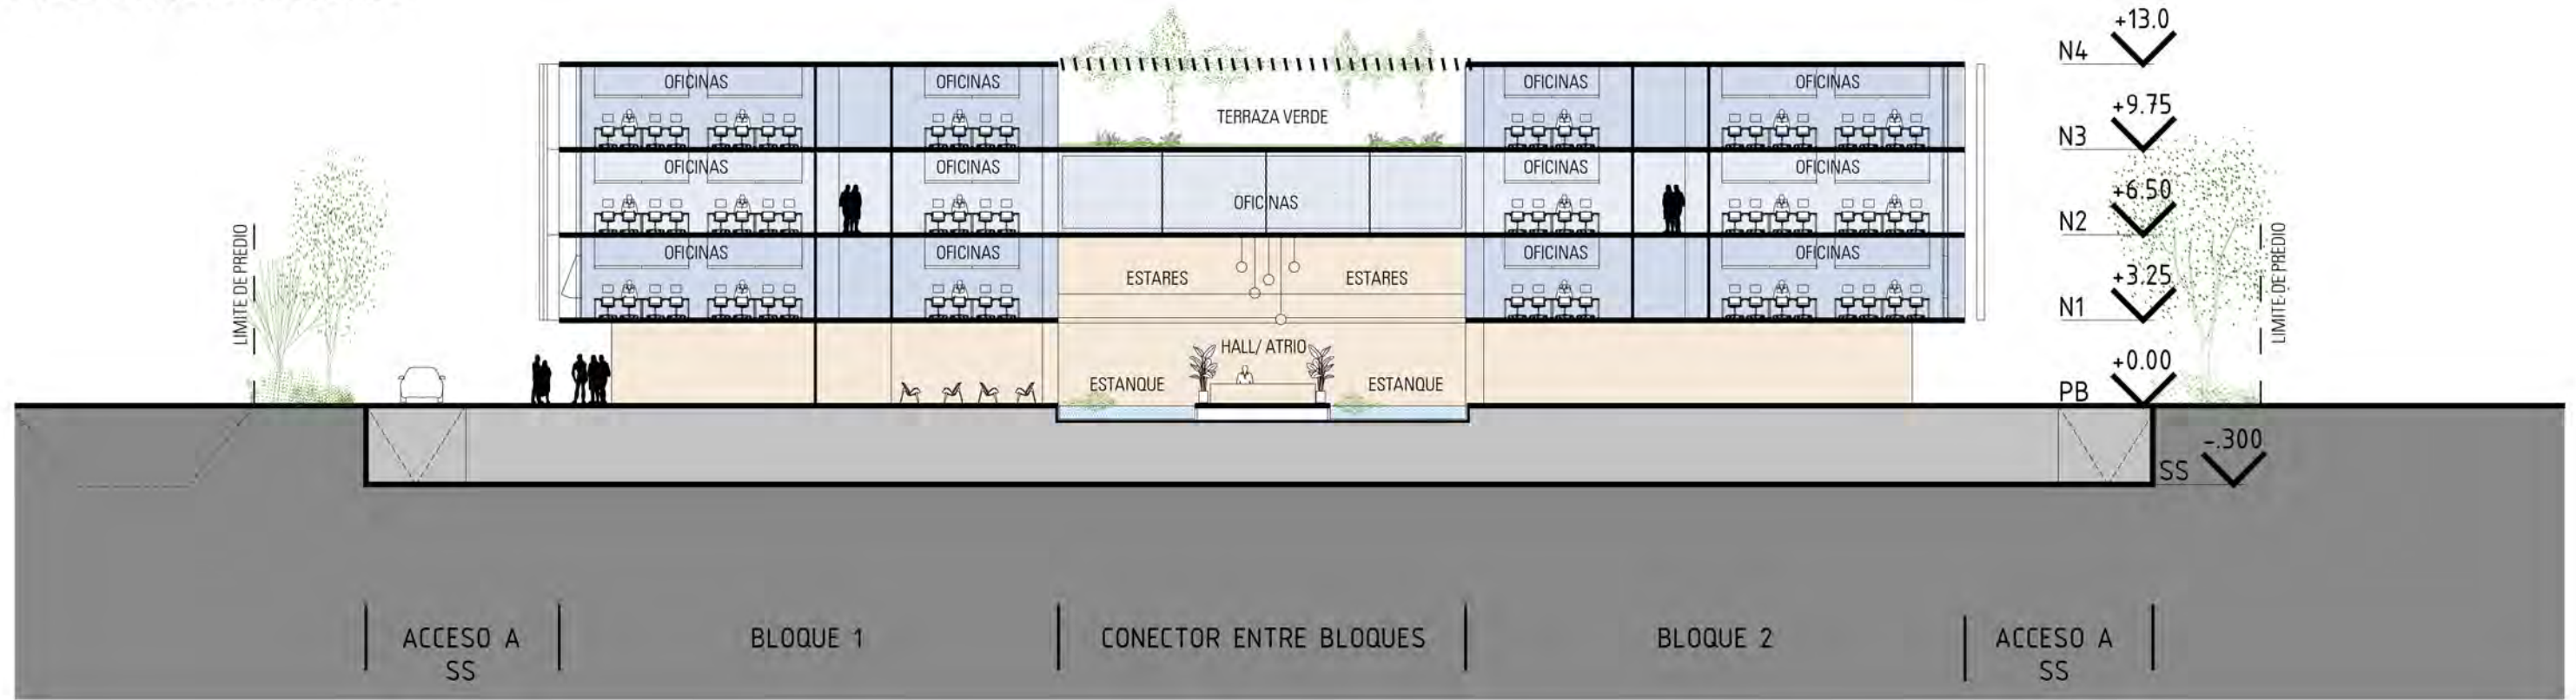 +13.0
N4
OFICINAS
OFICINAS
OFICINAS
OFICINAS
TERRAZA VERDE
+9.75
N3
OFICINAS
OFICINAS
OFICINAS
OFICINAS
OFICINAS
+6.50
N2
OFICINAS
OFICINAS
OFICINAS
OFICINAS
ESTARES
ESTARES
+3.25
N1
LIMITE DE PREDIO
LIMITE DE PREDIO
HALL/ ATRIO
ESTANQUE
ESTANQUE
+0.00
PB
-.300
SS
ACCESO A
SS
BLOQUE 1
CONECTOR ENTRE BLOQUES
BLOQUE 2
ACCESO A
SS